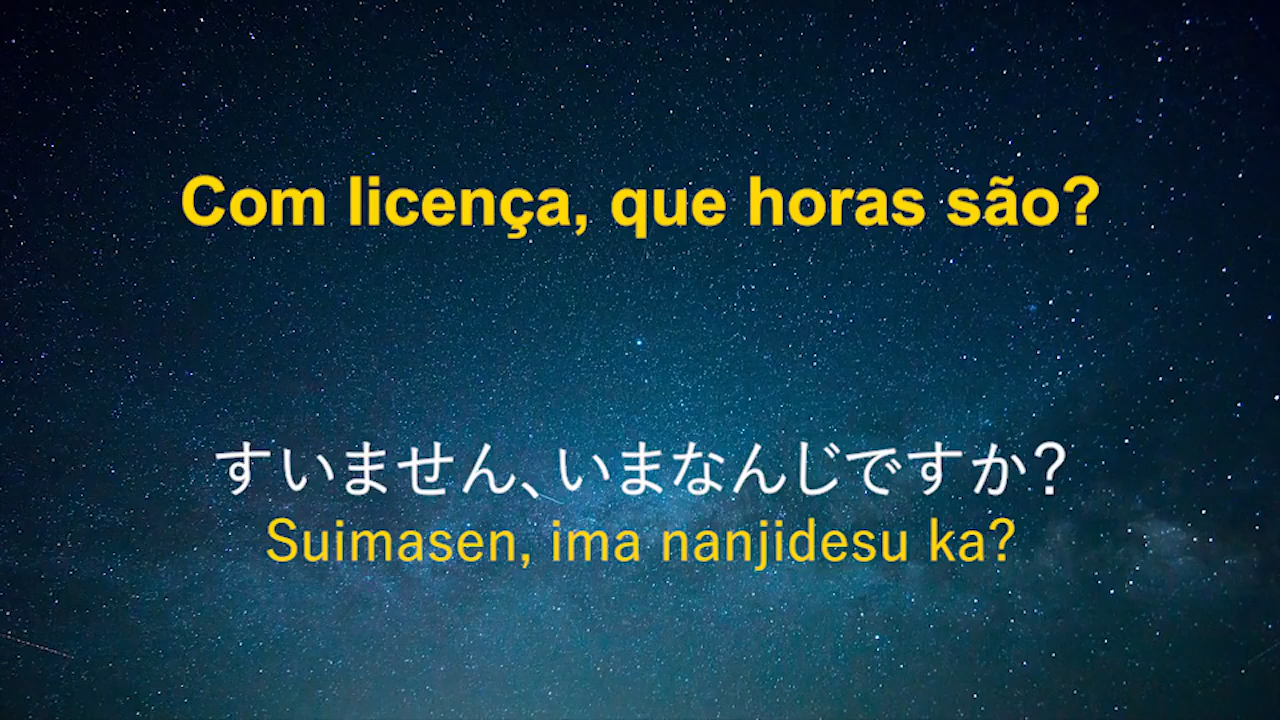 Com licença, que horas são?
すいません、いまなんじですか？
Suimasen, ima nanjidesu ka?